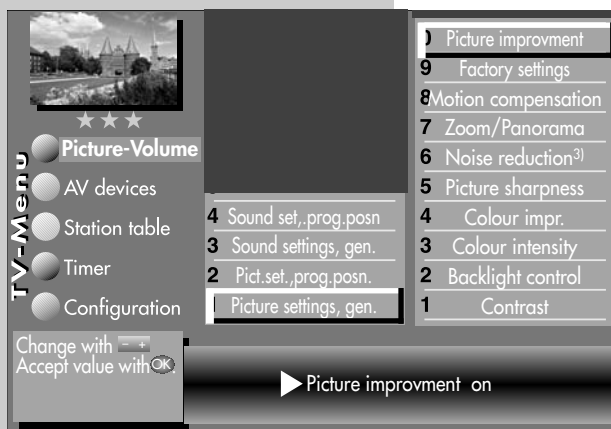 TV-Menu
Picture-Volume
AV devices
Station table
Timer
Configuration
4 Sound set,.prog.posn
3 Sound settings, gen.
2 Pict.set.,prog.posn.
1 Picture settings, gen.
0 Picture improvment
9 Factory settings
8 Motion compensation
7 Zoom/Panorama
6 Noise reduction3)
5 Picture sharpness
4 Colour impr.
3 Colour intensity
2 Backlight control
1 Contrast
Change with - +
Accept value with OK.
Picture improvment on